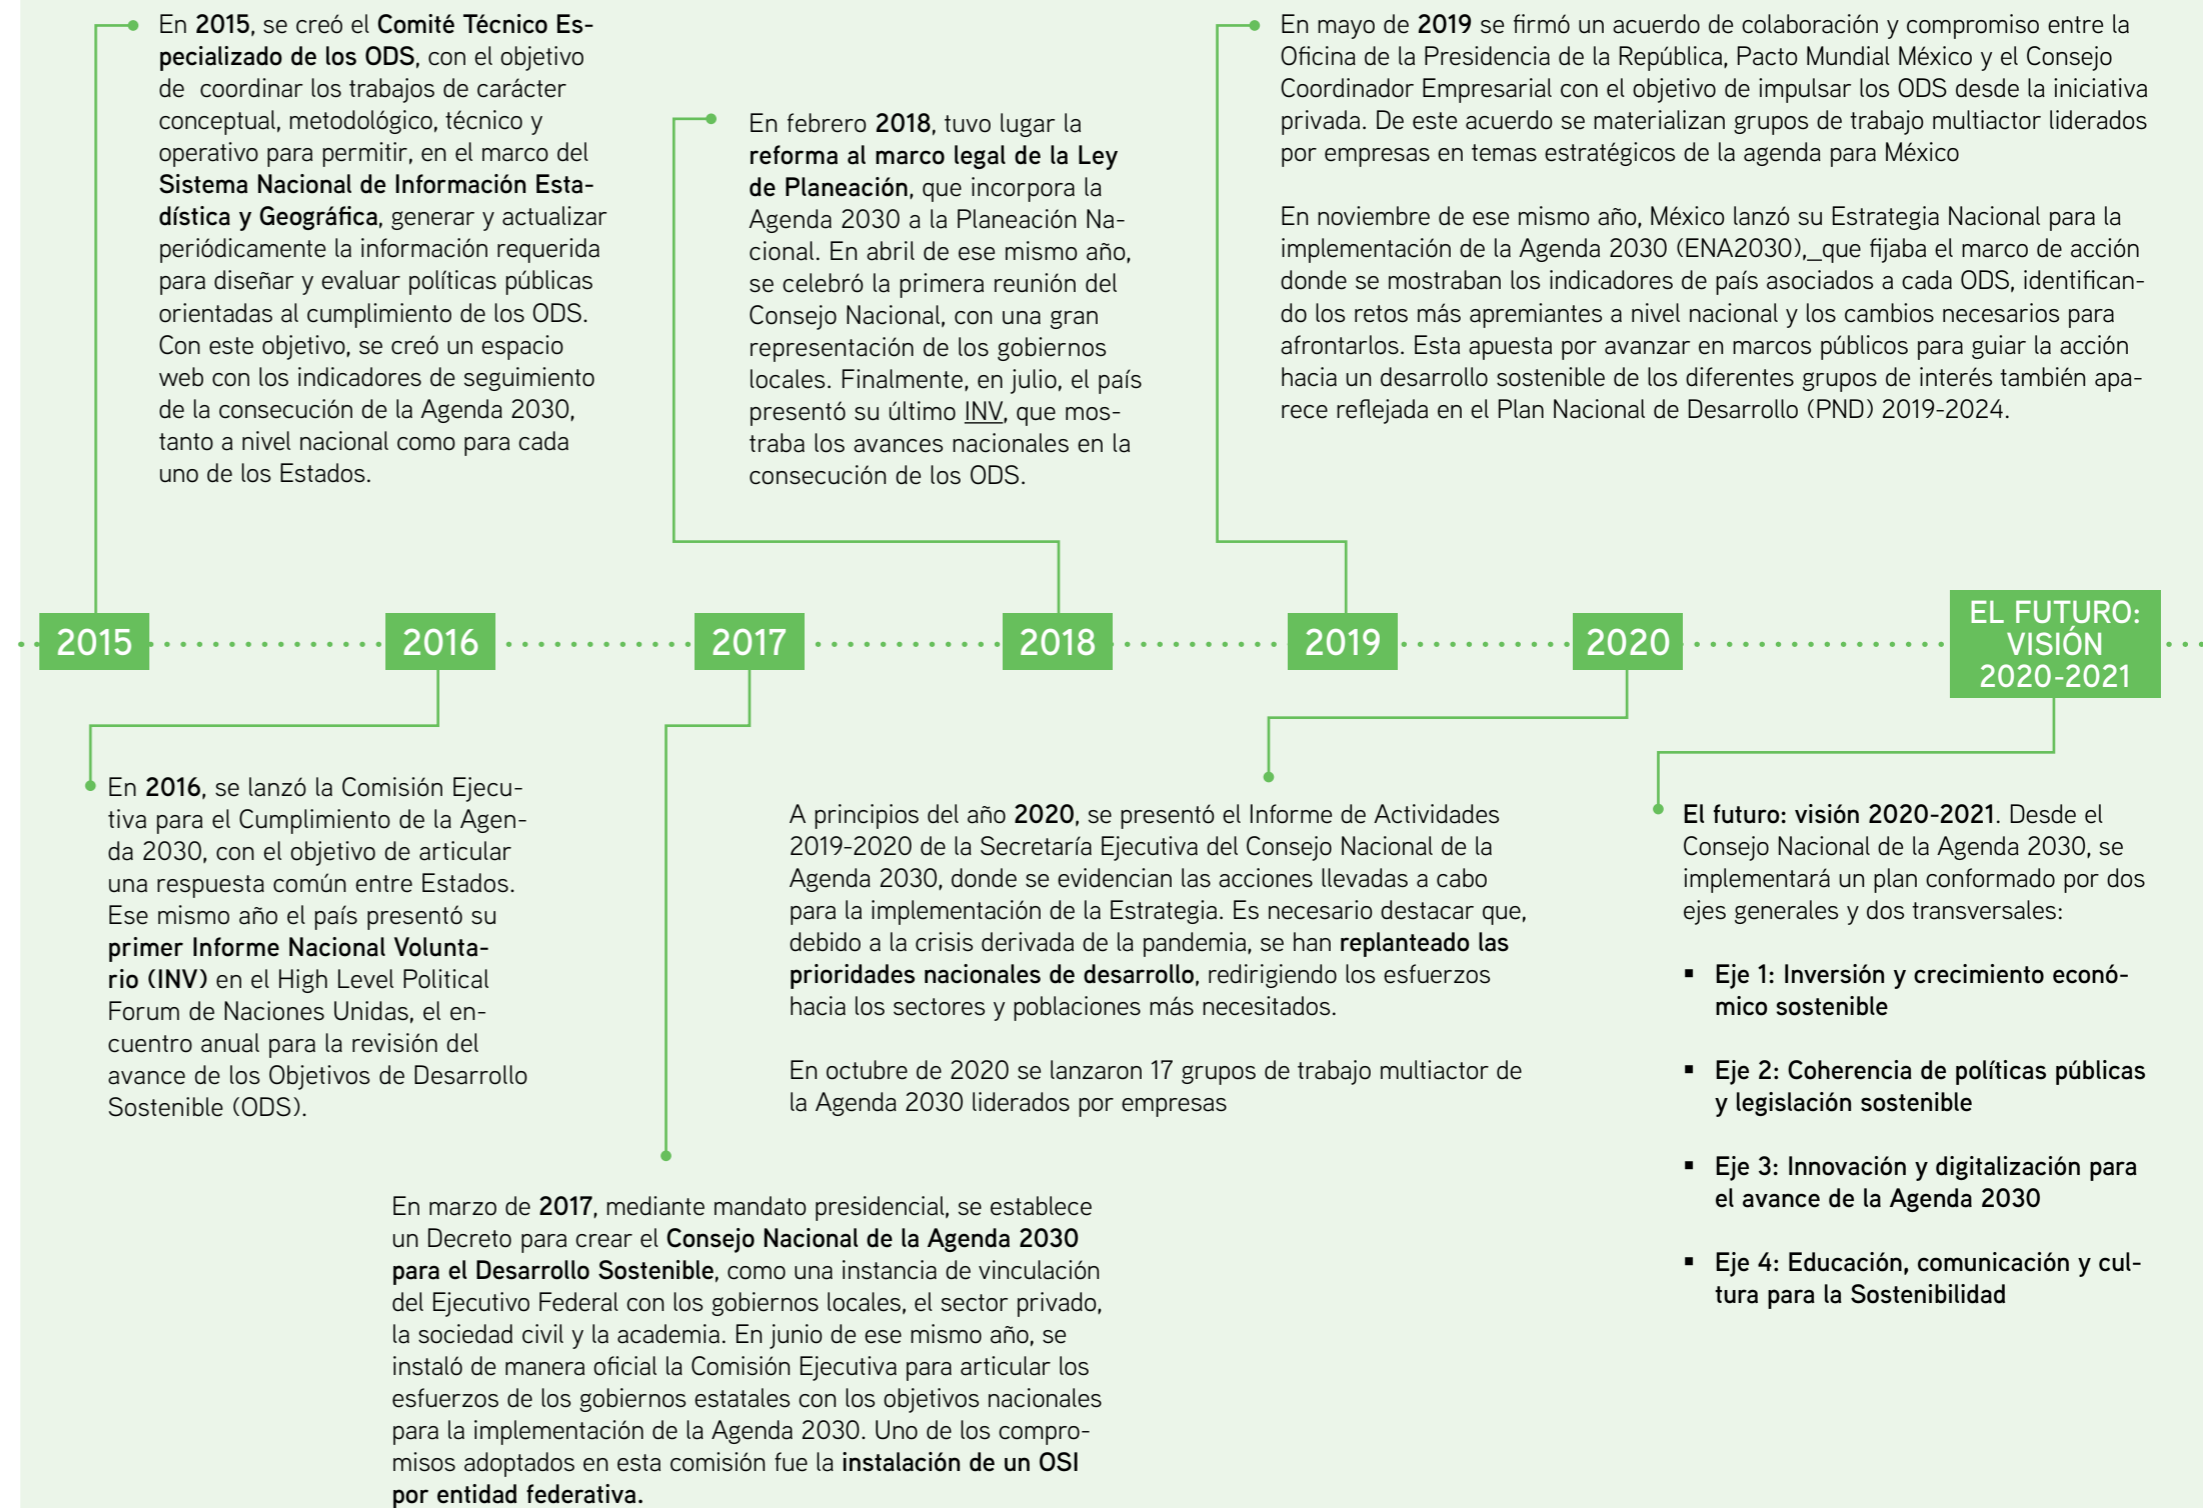 En 2015, se creó el Comité Técnico Es-
pecializado de los ODS, con el objetivo
de  coordinar los trabajos de carácter
conceptual, metodológico, técnico y
operativo para permitir, en el marco del
Sistema Nacional de Información Esta-
dística y Geográfica, generar y actualizar
periódicamente la información requerida
para diseñar y evaluar políticas públicas
orientadas al cumplimiento de los ODS.
Con este objetivo, se creó un espacio
web con los indicadores de seguimiento
de la consecución de la Agenda 2030,
tanto a nivel nacional como para cada
uno de los Estados.
En febrero 2018, tuvo lugar la
reforma al marco legal de la Ley
de Planeación, que incorpora la
Agenda 2030 a la Planeación Na-
cional. En abril de ese mismo año,
se celebró la primera reunión del
Consejo Nacional, con una gran
representación de los gobiernos
locales. Finalmente, en julio, el país
presentó su último INV, que mos-
traba los avances nacionales en la
consecución de los ODS.
En mayo de 2019 se firmó un acuerdo de colaboración y compromiso entre la
Oficina de la Presidencia de la República, Pacto Mundial México y el Consejo
Coordinador Empresarial con el objetivo de impulsar los ODS desde la iniciativa
privada. De este acuerdo se materializan grupos de trabajo multiactor liderados
por empresas en temas estratégicos de la agenda para México
En noviembre de ese mismo año, México lanzó su Estrategia Nacional para la
implementación de la Agenda 2030 (ENA2030),_que fijaba el marco de acción
donde se mostraban los indicadores de país asociados a cada ODS, identifican-
do los retos más apremiantes a nivel nacional y los cambios necesarios para
afrontarlos. Esta apuesta por avanzar en marcos públicos para guiar la acción
hacia un desarrollo sostenible de los diferentes grupos de interés también apa-
rece reflejada en el Plan Nacional de Desarrollo (PND) 2019-2024.
2015
2016
2017
2018
2019
2020
EL FUTURO:
VISIÓN
2020-2021
En 2016, se lanzó la Comisión Ejecu-
tiva para el Cumplimiento de la Agen-
da 2030, con el objetivo de articular
una respuesta común entre Estados.
Ese mismo año el país presentó su
primer Informe Nacional Volunta-
rio (INV) en el High Level Political
Forum de Naciones Unidas, el en-
cuentro anual para la revisión del
avance de los Objetivos de Desarrollo
Sostenible (ODS).
En marzo de 2017, mediante mandato presidencial, se establece
un Decreto para crear el Consejo Nacional de la Agenda 2030
para el Desarrollo Sostenible, como una instancia de vinculación
del Ejecutivo Federal con los gobiernos locales, el sector privado,
la sociedad civil y la academia. En junio de ese mismo año, se
instaló de manera oficial la Comisión Ejecutiva para articular los
esfuerzos de los gobiernos estatales con los objetivos nacionales
para la implementación de la Agenda 2030. Uno de los compro-
misos adoptados en esta comisión fue la instalación de un OSI
por entidad federativa.
A principios del año 2020, se presentó el Informe de Actividades
2019-2020 de la Secretaría Ejecutiva del Consejo Nacional de la
Agenda 2030, donde se evidencian las acciones llevadas a cabo
para la implementación de la Estrategia. Es necesario destacar que,
debido a la crisis derivada de la pandemia, se han replanteado las
prioridades nacionales de desarrollo, redirigiendo los esfuerzos
hacia los sectores y poblaciones más necesitados.
En octubre de 2020 se lanzaron 17 grupos de trabajo multiactor de
la Agenda 2030 liderados por empresas
El futuro: visión 2020-2021. Desde el
Consejo Nacional de la Agenda 2030, se
implementará un plan conformado por dos
ejes generales y dos transversales:
▪ Eje 1: Inversión y crecimiento econó-
mico sostenible
▪ Eje 2: Coherencia de políticas públicas
y legislación sostenible
▪ Eje 3: Innovación y digitalización para
el avance de la Agenda 2030
▪ Eje 4: Educación, comunicación y cul-
tura para la Sostenibilidad